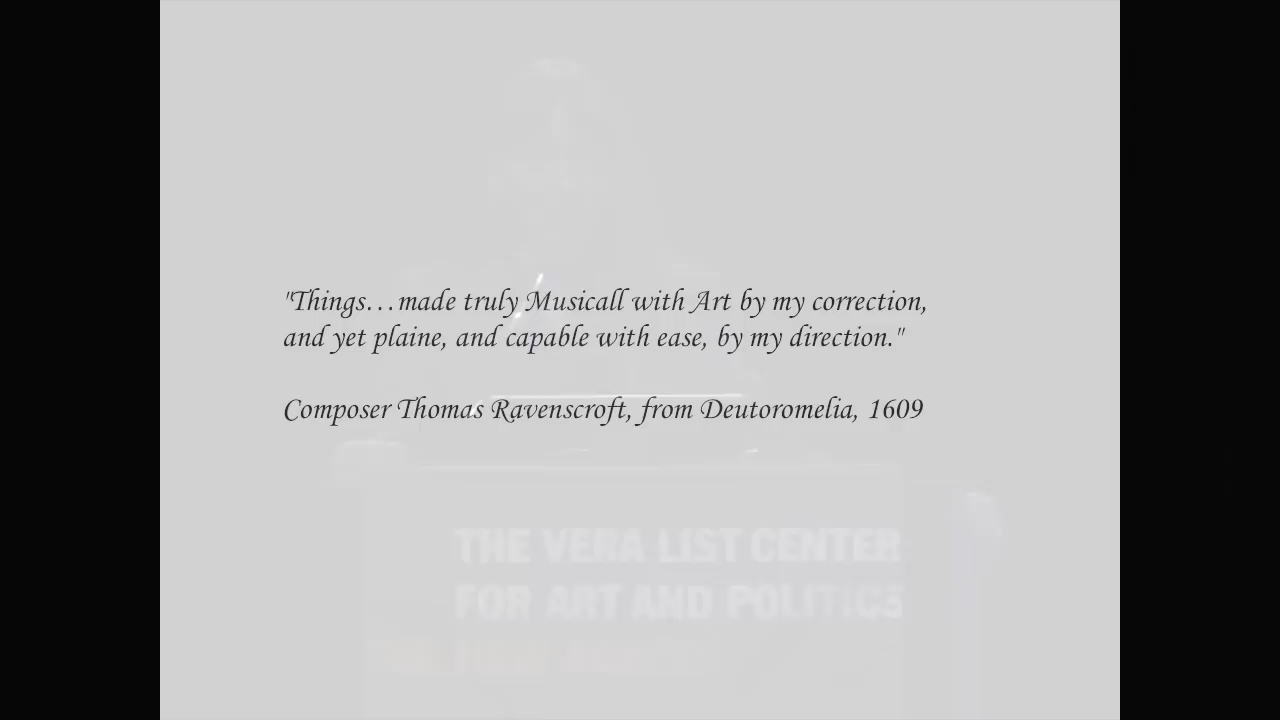 "Things…made truly Musicall with Art by my correction,
and yet plaine, and capable with ease, by my direction."
Composer Thomas Ravenscroft, from Deutoromelia, 1609
THE VERA LIST CENTER
FOR ART AND POLITICS